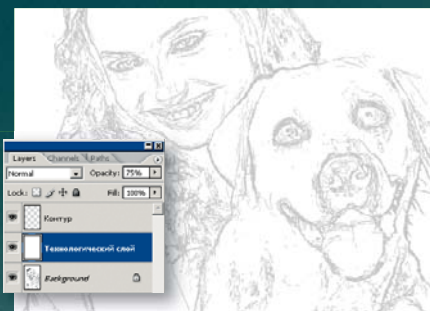 Layers Channels Paths
Normal Opacity: 75%
Lock: Fill: 100%
Контур
Технологический слой
Background